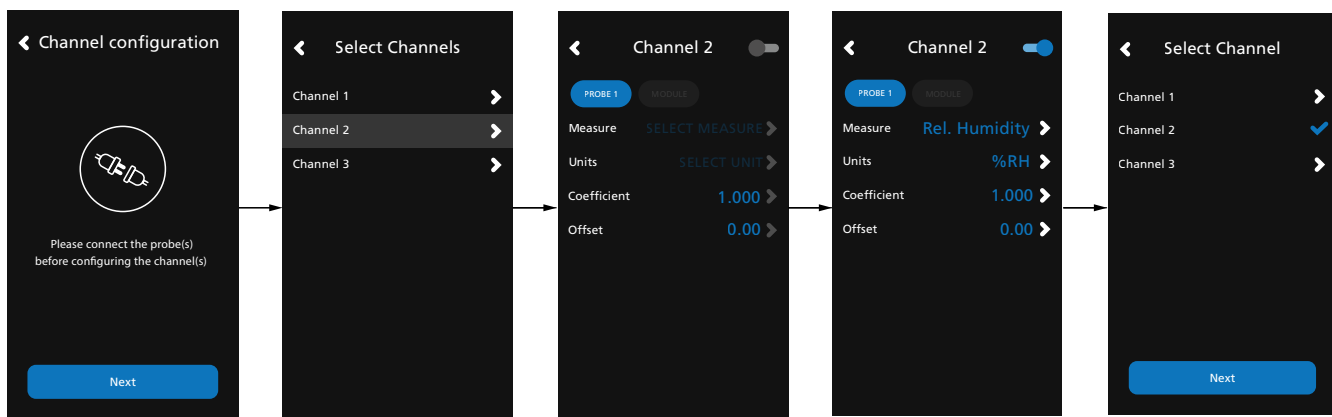 Channel configuration
Please connect the probe(s)
before configuring the channel(s)
Next
Select Channels
Channel 1
Channel 2
Channel 3
Channel 2
PROBE 1 MODULE
Measure SELECT MEASURE
Units SELECT UNIT
Coefficient 1.000
Offset 0.00
Channel 2
PROBE 1 MODULE
Measure Rel. Humidity
Units %RH
Coefficient 1.000
Offset 0.00
Select Channel
Channel 1
Channel 2
Channel 3
Next